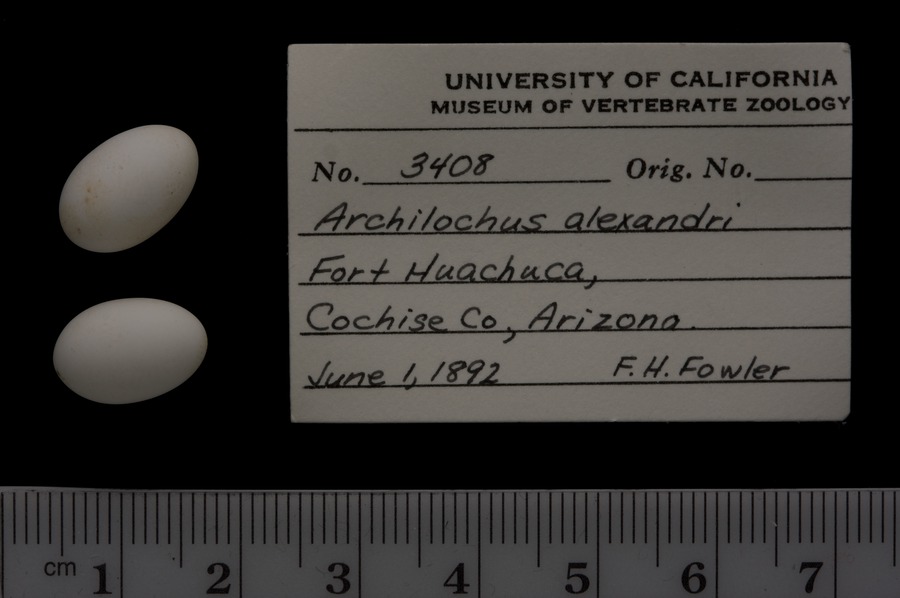 UNIVERSITY OF CALIFORNIA
MUSEUM OF VERTEBRATE ZOOLOGY
No. 3408 Orig. No.
Archilochus alexandri
Fort Huachuca,
Cochise Co, Arizona.
June 1, 1892 F.H. Fowler
cm 1 2 3 4 5 6 7